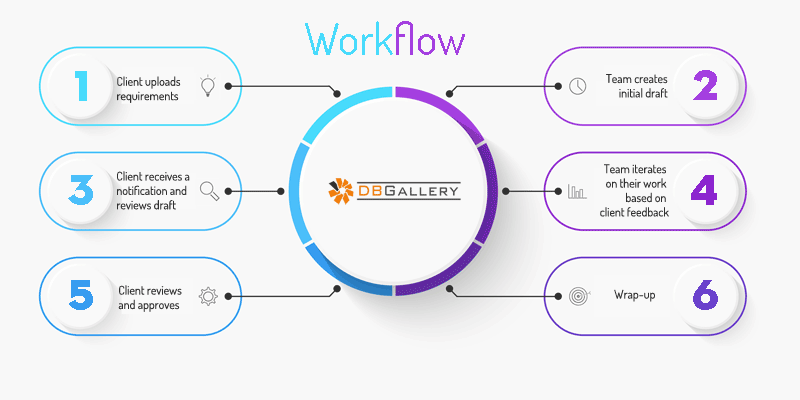 Workflow
1
Client uploads
requirements
2
Team creates
initial draft
3
Client receives a
notification and
reviews draft
4
Team iterates
on their work
based on
client feedback
5
Client reviews
and approves
6
Wrap-up
DBGALLERY